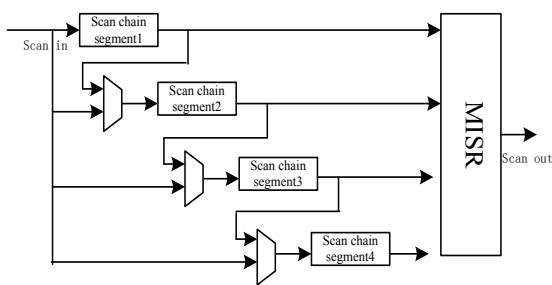 Scan chain
segment1
Scan in
Scan chain
segment2
MISR
Scan out
Scan chain
segment3
Scan chain
segment4